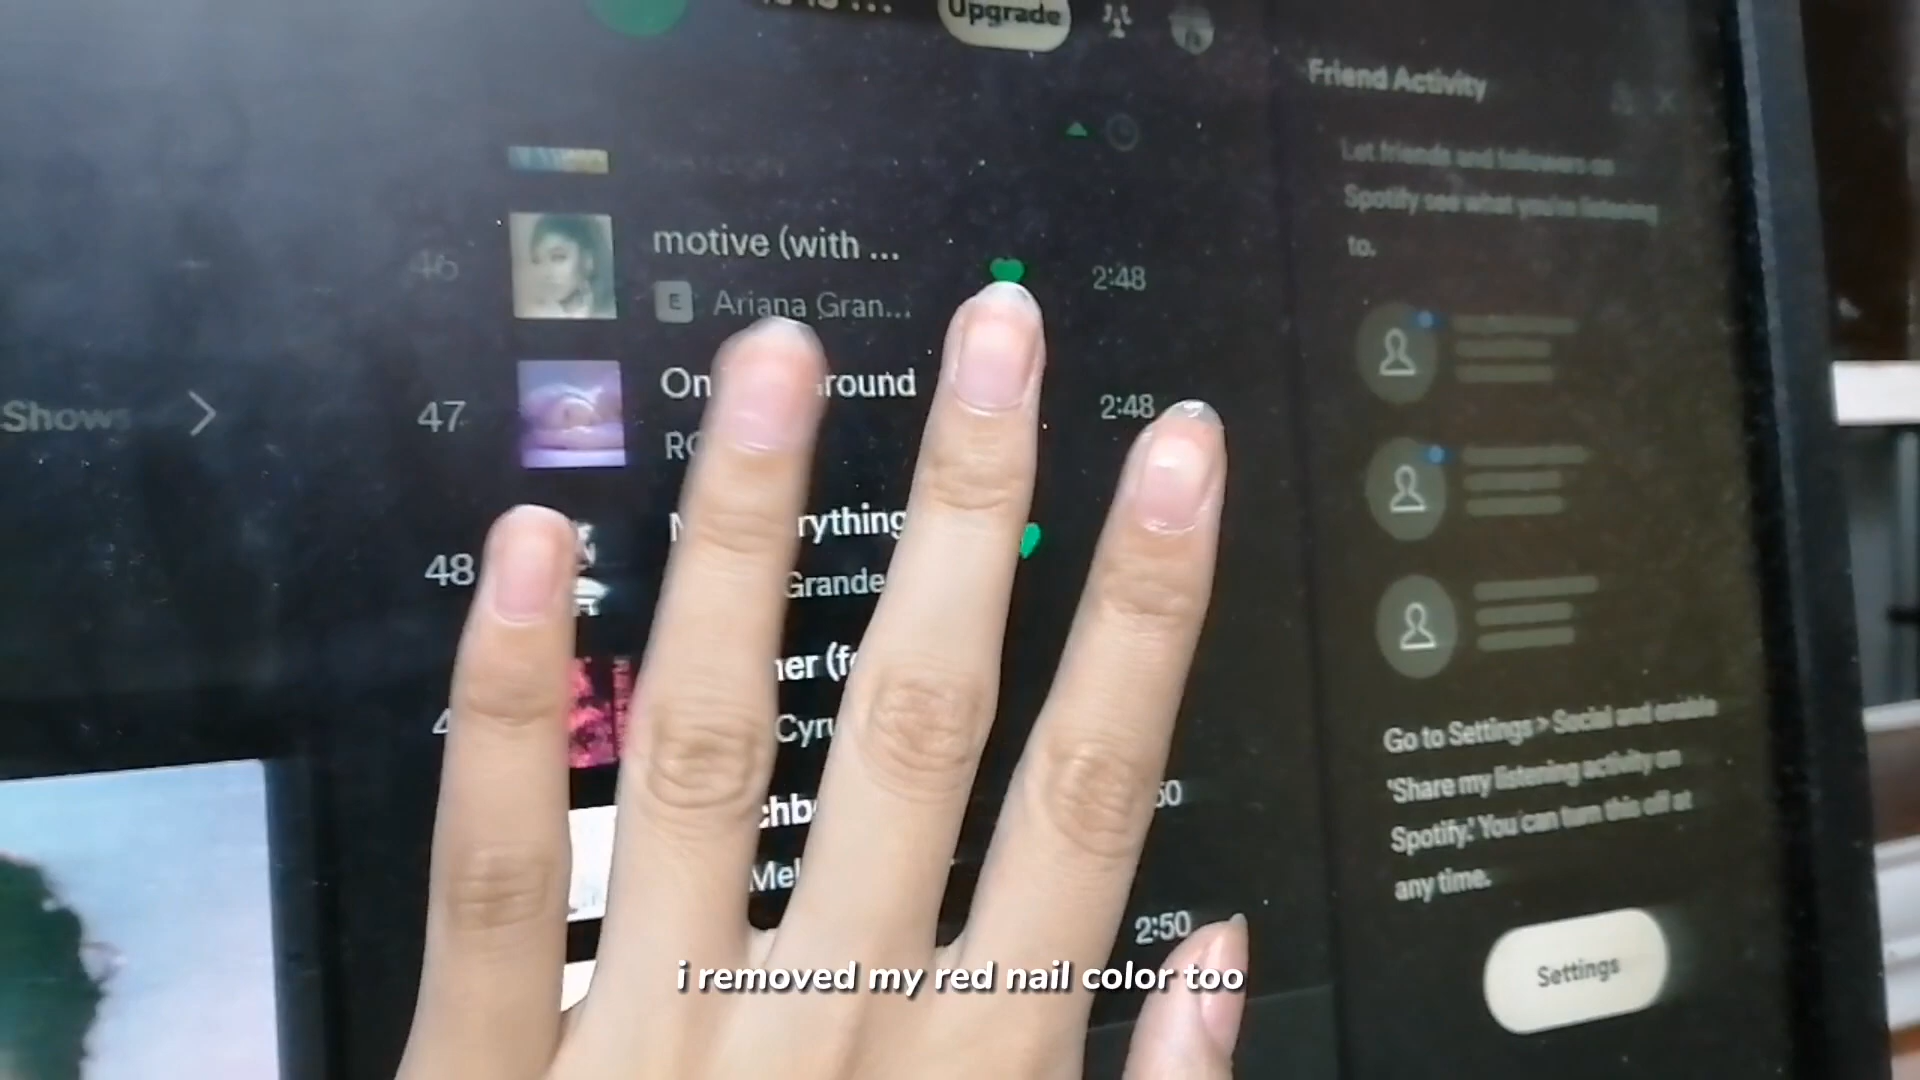 Upgrade
Friend Activity
Let friends and followers on
Spotify see what you're listening
to.
46
motive (with ...
E Ariana Gran...
2:48
Shows
47
On round
2:48
48
rything
Grande
her (f
Cyru
chb
50
Mel
2:50
Go to Settings > Social and enable
'Share my listening activity on
Spotify.' You can turn this off at
any time.
Settings
i removed my red nail color too